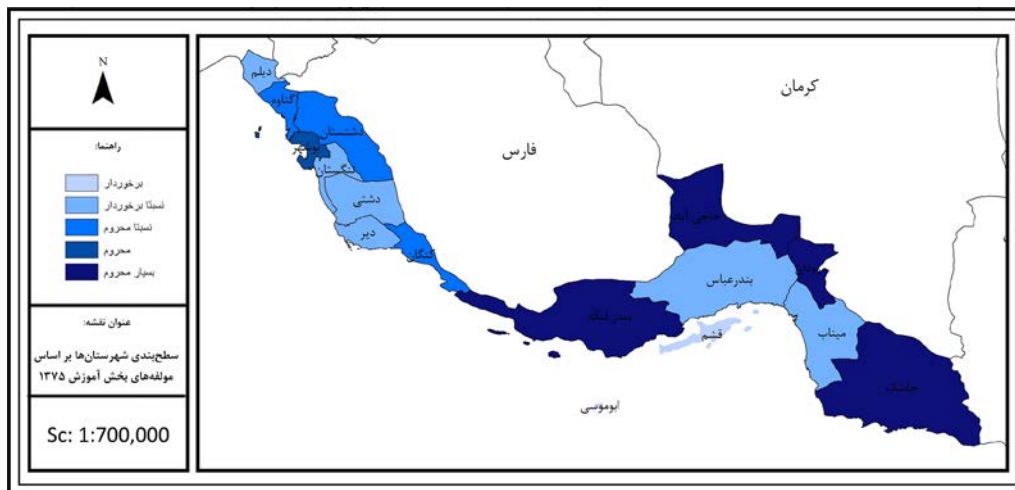 N
راهنما:
برخوردار
نسبتا برخوردار
نسبتا محروم
محروم
بسیار محروم
عنوان نقشه:
سطح‌بندی شهرستان‌ها بر اساس
مولفه‌های بخش آموزش ۱۳۷۵
Sc: 1:700,000
دیلم
گناوه
دشتستان
بوشهر
تنگستان
دشتی
دیر
کنگان
فارس
کرمان
حاجی آباد
رودان
بندرعباس
بندر لنگه
قشم
میناب
جاسک
ابوموسی